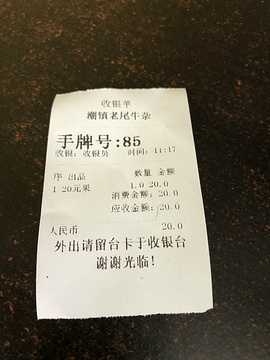 收银单
潮镇老尾牛杂
手牌号:85
收银: 收银员 时间: 11:17
序 出品 数量 金额
1 20元果 1.0 20.0
消费金额: 20.0
应收金额: 20.0
人民币 20.0
外出请留台卡于收银台
谢谢光临!